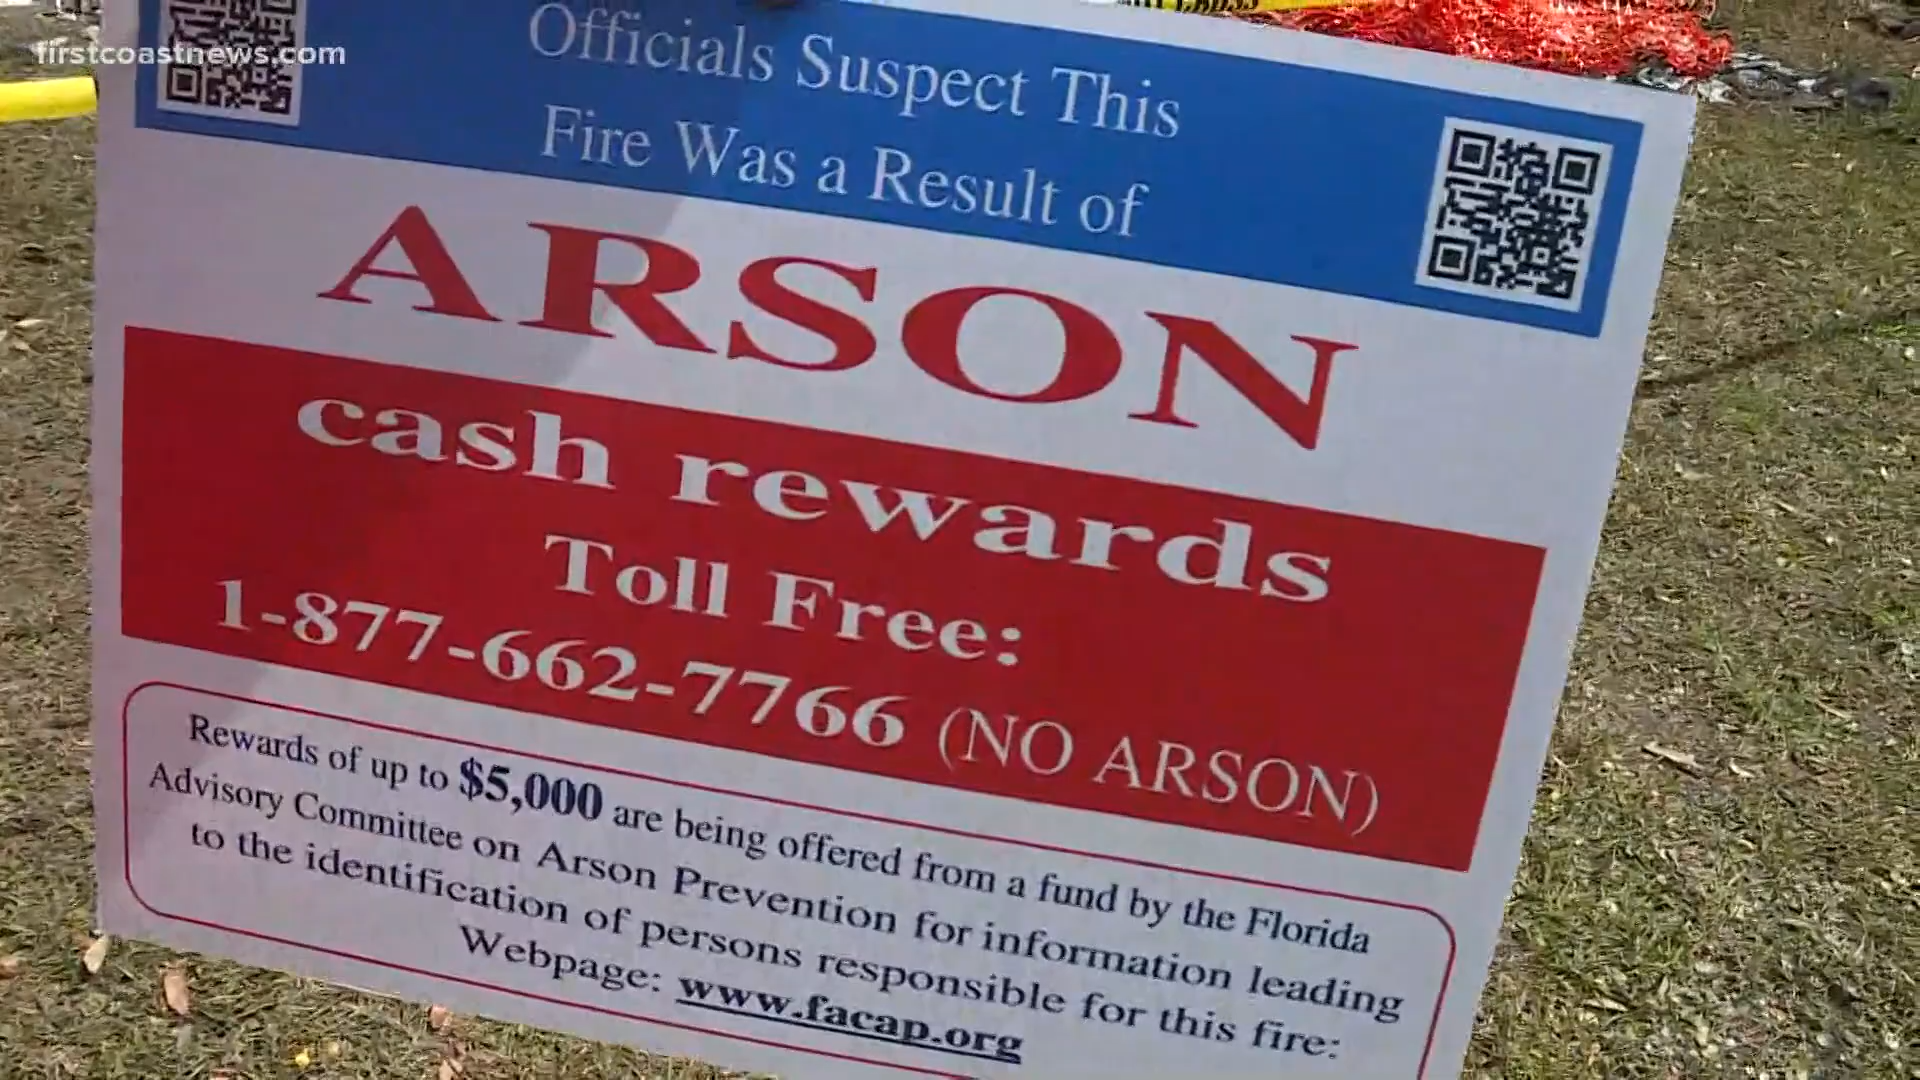 firstcoastnews.com
Officials Suspect This
Fire Was a Result of
ARSON
cash rewards
Toll Free:
1-877-662-7766 (NO ARSON)
Rewards of up to $5,000 are being offered from a fund by the Florida
Advisory Committee on Arson Prevention for information leading
to the identification of persons responsible for this fire:
Webpage: www.facap.org